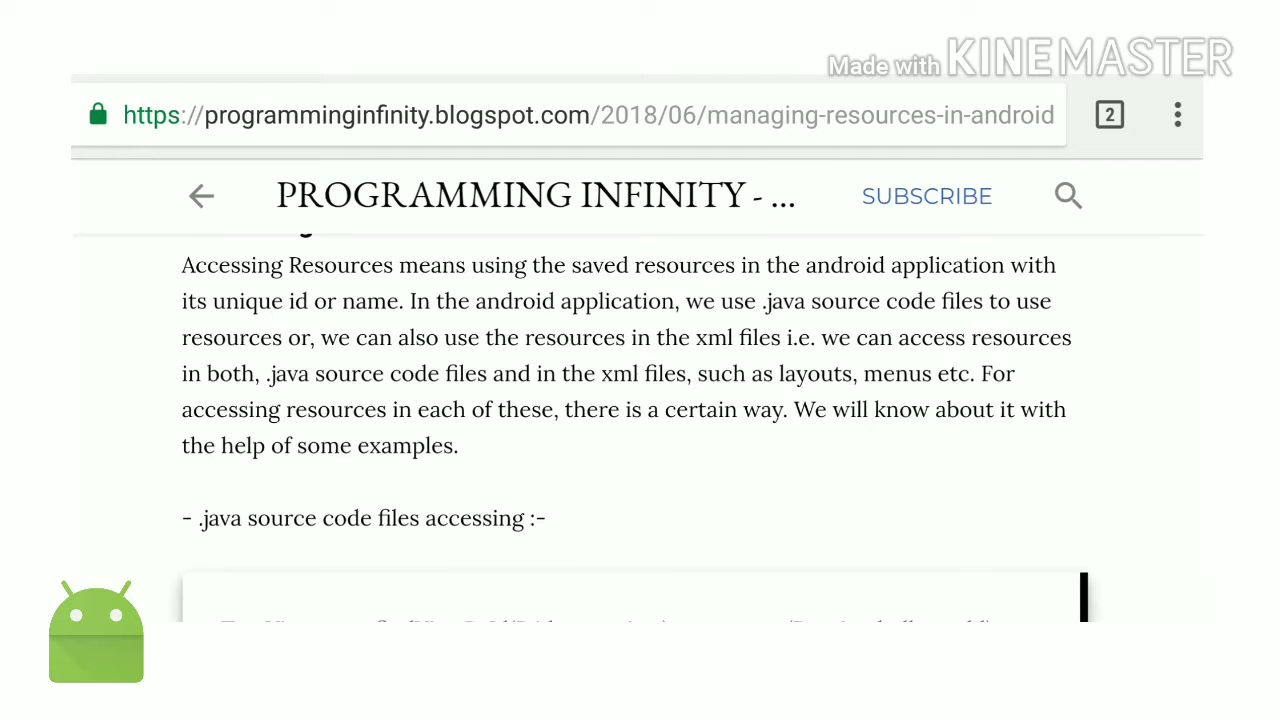 Made with KINEMASTER
https://programminginfinity.blogspot.com/2018/06/managing-resources-in-android
2
PROGRAMMING INFINITY - ...
SUBSCRIBE
Accessing Resources means using the saved resources in the android application with
its unique id or name. In the android application, we use .java source code files to use
resources or, we can also use the resources in the xml files i.e. we can access resources
in both, .java source code files and in the xml files, such as layouts, menus etc. For
accessing resources in each of these, there is a certain way. We will know about it with
the help of some examples.
- .java source code files accessing :-